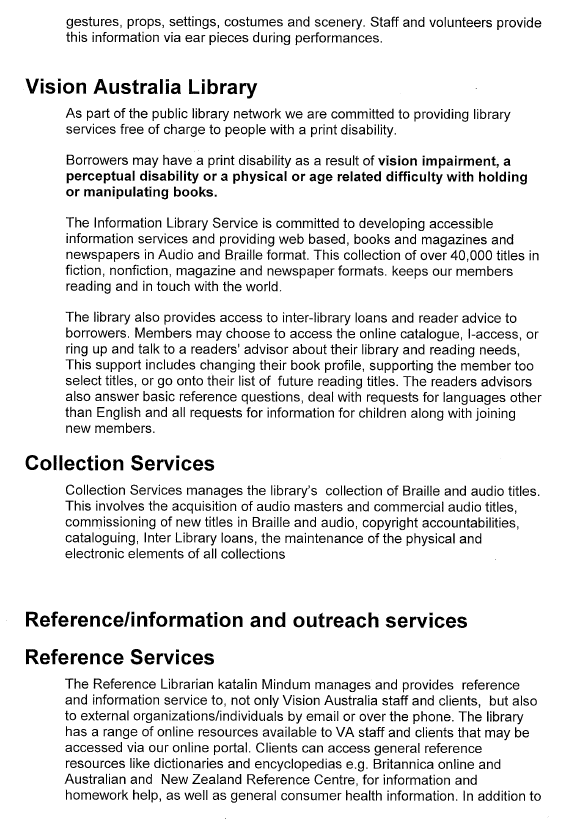 gestures, props, settings, costumes and scenery. Staff and volunteers provide
this information via ear pieces during performances.
Vision Australia Library
As part of the public library network we are committed to providing library
services free of charge to people with a print disability.
Borrowers may have a print disability as a result of vision impairment, a
perceptual disability or a physical or age related difficulty with holding
or manipulating books.
The Information Library Service is committed to developing accessible
information services and providing web based, books and magazines and
newspapers in Audio and Braille format. This collection of over 40,000 titles in
fiction, nonfiction, magazine and newspaper formats. keeps our members
reading and in touch with the world.
The library also provides access to inter-library loans and reader advice to
borrowers. Members may choose to access the online catalogue, I-access, or
ring up and talk to a readers' advisor about their library and reading needs,
This support includes changing their book profile, supporting the member too
select titles, or go onto their list of future reading titles. The readers advisors
also answer basic reference questions, deal with requests for languages other
than English and all requests for information for children along with joining
new members.
Collection Services
Collection Services manages the library's collection of Braille and audio titles.
This involves the acquisition of audio masters and commercial audio titles,
commissioning of new titles in Braille and audio, copyright accountabilities,
cataloguing, Inter Library loans, the maintenance of the physical and
electronic elements of all collections
Reference/information and outreach services
Reference Services
The Reference Librarian katalin Mindum manages and provides reference
and information service to, not only Vision Australia staff and clients, but also
to external organizations/individuals by email or over the phone. The library
has a range of online resources available to VA staff and clients that may be
accessed via our online portal. Clients can access general reference
resources like dictionaries and encyclopedias e.g. Britannica online and
Australian and New Zealand Reference Centre, for information and
homework help, as well as general consumer health information. In addition to